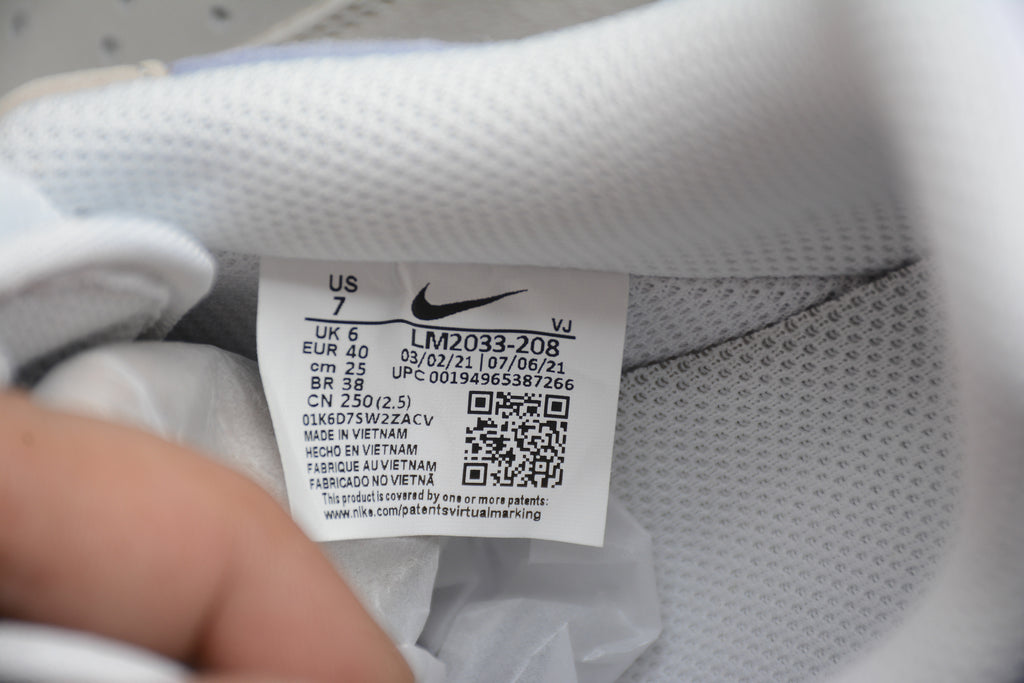 US
7
VJ
UK 6
EUR 40
cm 25
BR 38
CN 250 (2.5)
LM2033-208
03/02/21 | 07/06/21
UPC 00194965387266
01K6D7SW2ZACV
MADE IN VIETNAM
HECHO EN VIETNAM
FABRIQUE AU VIETNAM
FABRICADO NO VIETNÃ
This product is covered by one or more patents:
www.nike.com/patentsvirtualmarking